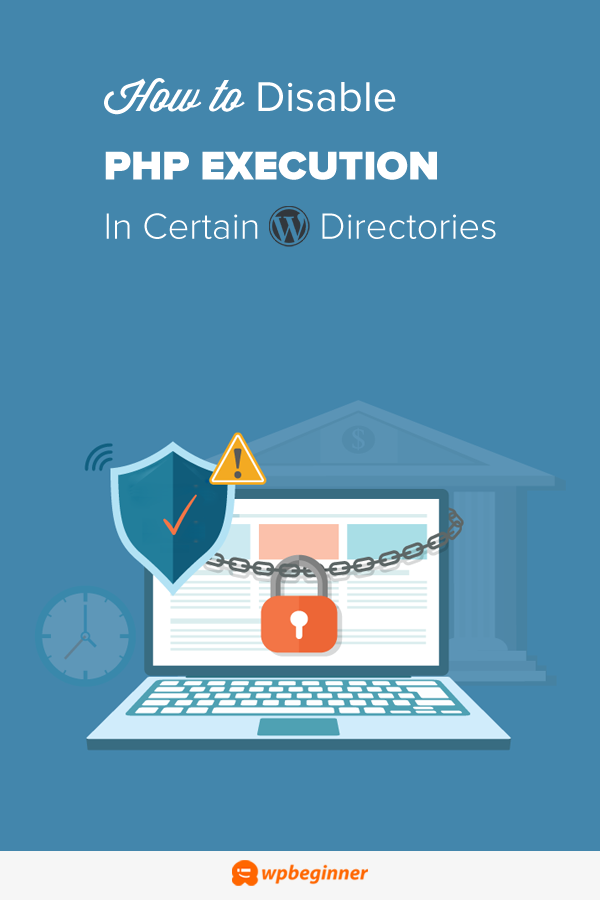 How to Disable
PHP EXECUTION
In Certain W Directories
$
!
wpbeginner